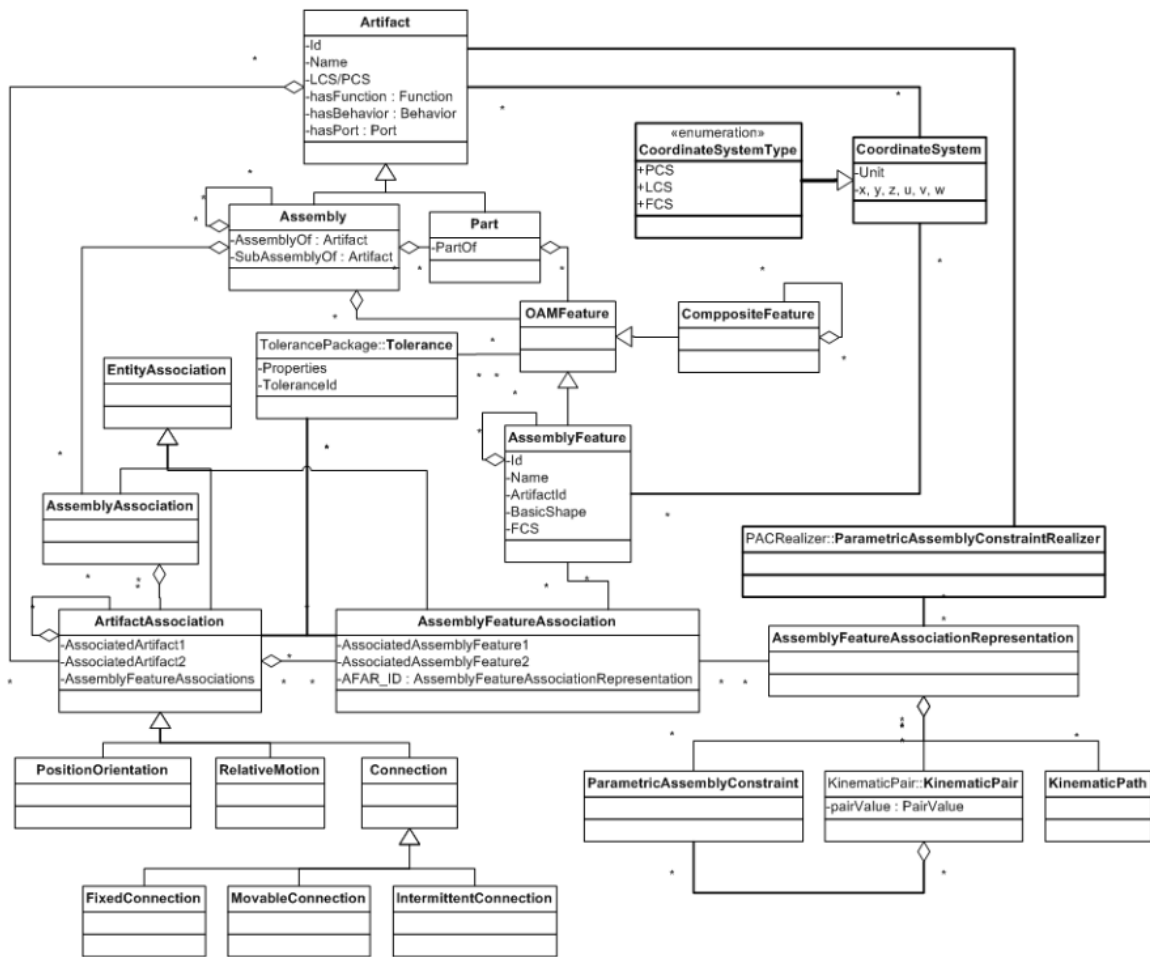 Artifact
-Id
-Name
-LCS/PCS
-hasFunction : Function
-hasBehavior : Behavior
-hasPort : Port
«enumeration»
CoordinateSystemType
+PCS
+LCS
+FCS
CoordinateSystem
-Unit
-x, y, z, u, v, w
Assembly
-AssemblyOf : Artifact
-SubAssemblyOf : Artifact
Part
-PartOf
OAMFeature
ComppositeFeature
TolerancePackage::Tolerance
-Properties
-ToleranceId
EntityAssociation
AssemblyFeature
-Id
-Name
-ArtifactId
-BasicShape
-FCS
AssemblyAssociation
PACRealizer::ParametricAssemblyConstraintRealizer
ArtifactAssociation
-AssociatedArtifact1
-AssociatedArtifact2
-AssemblyFeatureAssociations
AssemblyFeatureAssociation
-AssociatedAssemblyFeature1
-AssociatedAssemblyFeature2
-AFAR_ID : AssemblyFeatureAssociationRepresentation
AssemblyFeatureAssociationRepresentation
PositionOrientation
RelativeMotion
Connection
ParametricAssemblyConstraint
KinematicPair::KinematicPair
-pairValue : PairValue
KinematicPath
FixedConnection
MovableConnection
IntermittentConnection